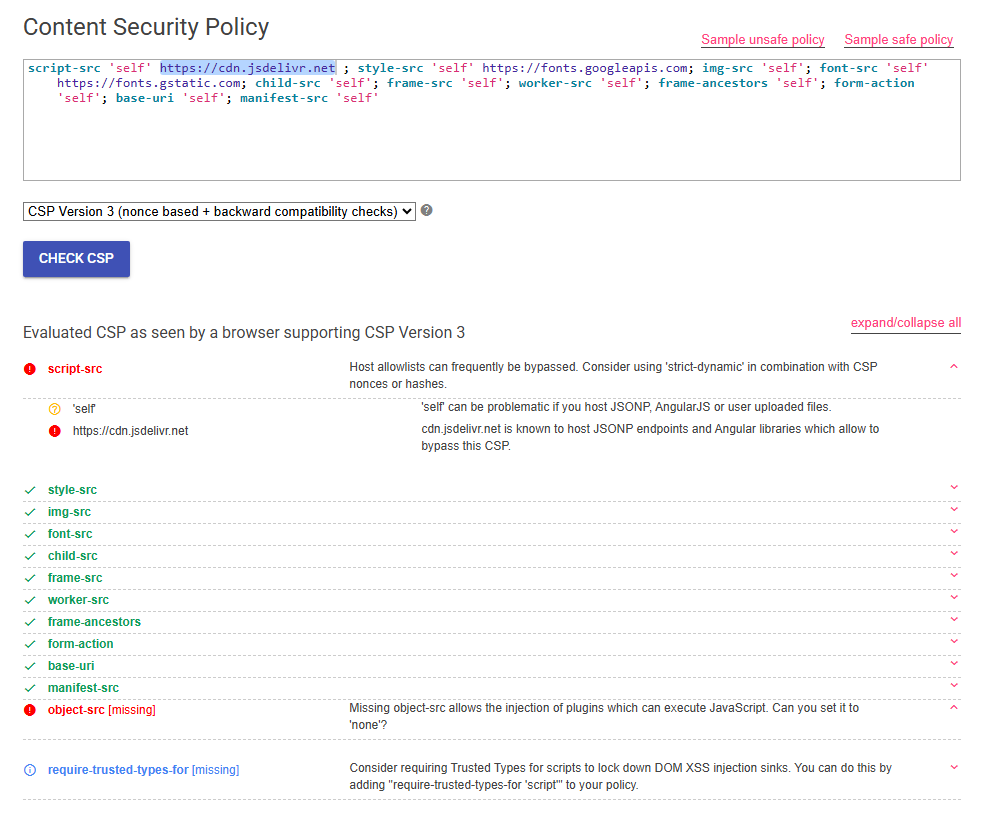 Content Security Policy
Sample unsafe policy Sample safe policy
script-src 'self' https://cdn.jsdelivr.net ; style-src 'self' https://fonts.googleapis.com; img-src 'self'; font-src 'self'
https://fonts.gstatic.com; child-src 'self'; frame-src 'self'; worker-src 'self'; frame-ancestors 'self'; form-action
'self'; base-uri 'self'; manifest-src 'self'
CSP Version 3 (nonce based + backward compatibility checks)
CHECK CSP
Evaluated CSP as seen by a browser supporting CSP Version 3
expand/collapse all
script-src Host allowlists can frequently be bypassed. Consider using 'strict-dynamic' in combination with CSP
nonces or hashes.
'self' 'self' can be problematic if you host JSONP, AngularJS or user uploaded files.
https://cdn.jsdelivr.net cdn.jsdelivr.net is known to host JSONP endpoints and Angular libraries which allow to
bypass this CSP.
style-src
img-src
font-src
child-src
frame-src
worker-src
frame-ancestors
form-action
base-uri
manifest-src
object-src [missing] Missing object-src allows the injection of plugins which can execute JavaScript. Can you set it to
'none'?
require-trusted-types-for [missing] Consider requiring Trusted Types for scripts to lock down DOM XSS injection sinks. You can do this by
adding "require-trusted-types-for 'script'" to your policy.